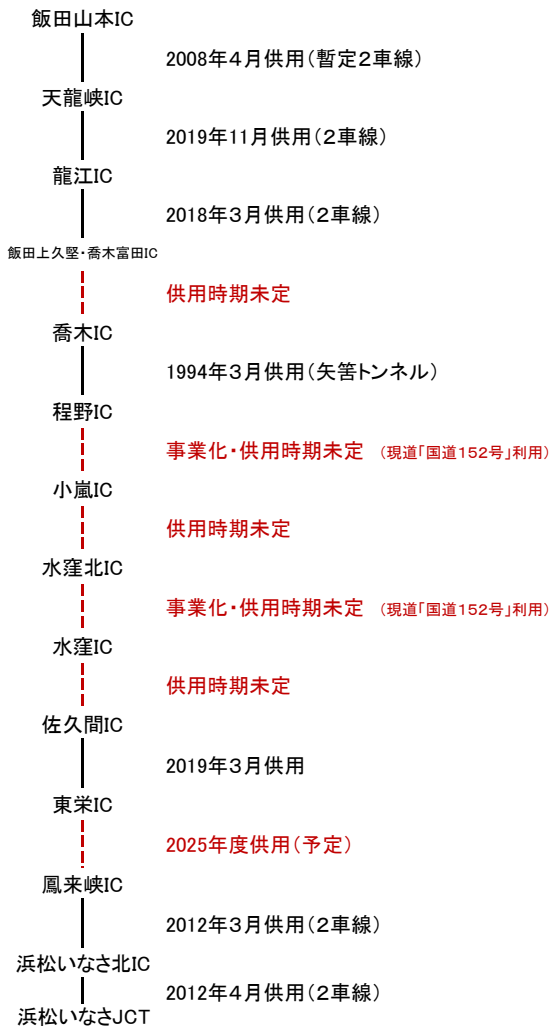 飯田山本IC
2008年4月供用（暫定２車線）
天龍峡IC
2019年11月供用（２車線）
龍江IC
2018年３月供用（２車線）
飯田上久堅・喬木富田IC
供用時期未定
喬木IC
1994年３月供用（矢筈トンネル）
程野IC
事業化・供用時期未定 （現道「国道152号」利用）
小嵐IC
供用時期未定
水窪北IC
事業化・供用時期未定 （現道「国道152号」利用）
水窪IC
供用時期未定
佐久間IC
2019年３月供用
東栄IC
2025年度供用（予定）
鳳来峡IC
2012年３月供用（２車線）
浜松いなさ北IC
2012年４月供用（２車線）
浜松いなさJCT